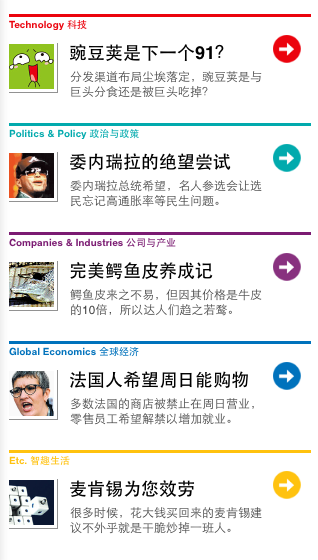 Technology 科技
豌豆荚是下一个91?
分发渠道布局尘埃落定，豌豆荚是与
巨头分食还是被巨头吃掉?
Politics & Policy 政治与政策
委内瑞拉的绝望尝试
委内瑞拉总统希望，名人参选会让选
民忘记高通胀率等民生问题。
Companies & Industries 公司与产业
完美鳄鱼皮养成记
鳄鱼皮来之不易，但因其价格是牛皮
的10倍，所以达人们趋之若鹜。
Global Economics 全球经济
法国人希望周日能购物
多数法国的商店被禁止在周日营业，
零售员工希望解禁以增加就业。
Etc. 智趣生活
麦肯锡为您效劳
很多时候，花大钱买回来的麦肯锡建
议不外乎就是干脆炒掉一班人。